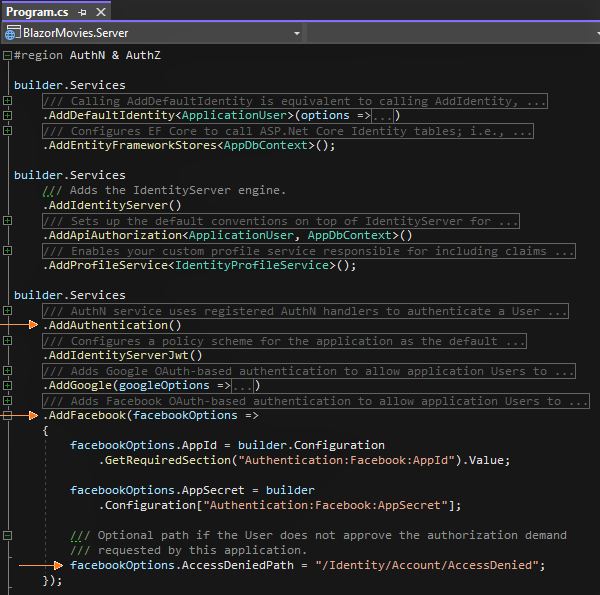 Program.cs
BlazorMovies.Server
#region AuthN & AuthZ
builder.Services
/// Calling AddDefaultIdentity is equivalent to calling AddIdentity, ...
.AddDefaultIdentity<ApplicationUser>(options =>...)
/// Configures EF Core to call ASP.Net Core Identity tables; i.e., ...
.AddEntityFrameworkStores<AppDbContext>();
builder.Services
/// Adds the IdentityServer engine.
.AddIdentityServer()
/// Sets up the default conventions on top of IdentityServer for ...
.AddApiAuthorization<ApplicationUser, AppDbContext>()
/// Enables your custom profile service responsible for including claims ...
.AddProfileService<IdentityProfileService>();
builder.Services
/// AuthN service uses registered AuthN handlers to authenticate a User ...
.AddAuthentication()
/// Configures a policy scheme for the application as the default ...
.AddIdentityServerJwt()
/// Adds Google OAuth-based authentication to allow application Users to ...
.AddGoogle(googleOptions =>...)
/// Adds Facebook OAuth-based authentication to allow application Users to ...
.AddFacebook(facebookOptions =>
{
facebookOptions.AppId = builder.Configuration
.GetRequiredSection("Authentication:Facebook:AppId").Value;
facebookOptions.AppSecret = builder
.Configuration["Authentication:Facebook:AppSecret"];
/// Optional path if the User does not approve the authorization demand
/// requested by this application.
facebookOptions.AccessDeniedPath = "/Identity/Account/AccessDenied";
});